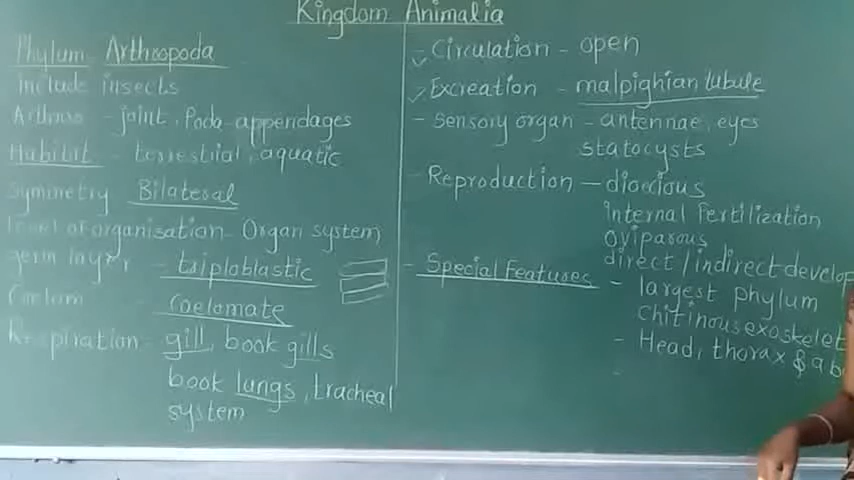 Kingdom Animalia
Phylum Arthropoda
include insects
Arthros - joint, Poda-appendages
Habitit - terrestrial, aquatic
Symmetry Bilateral
level of organisation- Organ system
germ layer - triploblastic
Coelum coelomate
Respiration - gill, book gills
book lungs, tracheal
system
- Circulation - open
- Excreation - malpighian tubule
- Sensory organ - antennae, eyes
statocysts
- Reproduction - dioecious
internal Fertilization
oviparous
direct/indirect develop
- Special Features - largest phylum
chitinous exoskelet
- Head, thorax & ab